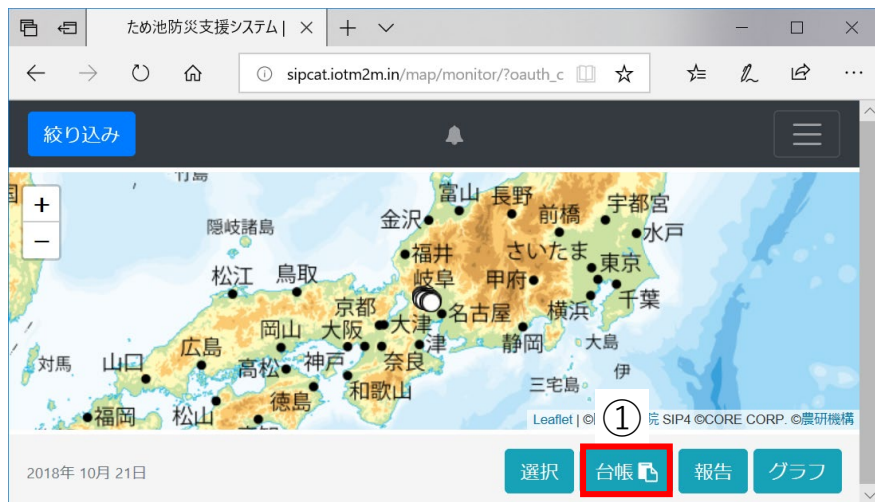 ため池防災支援システム |
sipcat.iotm2m.in/map/monitor/?oauth_c
絞り込み
+
−
竹島
隠岐諸島
富山
長野
前橋
宇都宮
金沢
水戸
福井
さいたま
松江
鳥取
岐阜
甲府
東京
京都
千葉
岡山
大阪
大津
名古屋
横浜
広島
対馬
山口
高松
神戸
奈良
津
静岡
大島
和歌山
三宅島
伊
福岡
松山
徳島
Leaflet | © 院 SIP4 ©CORE CORP. ©農研機構
①
2018年 10月 21日
選択
台帳
報告
グラフ